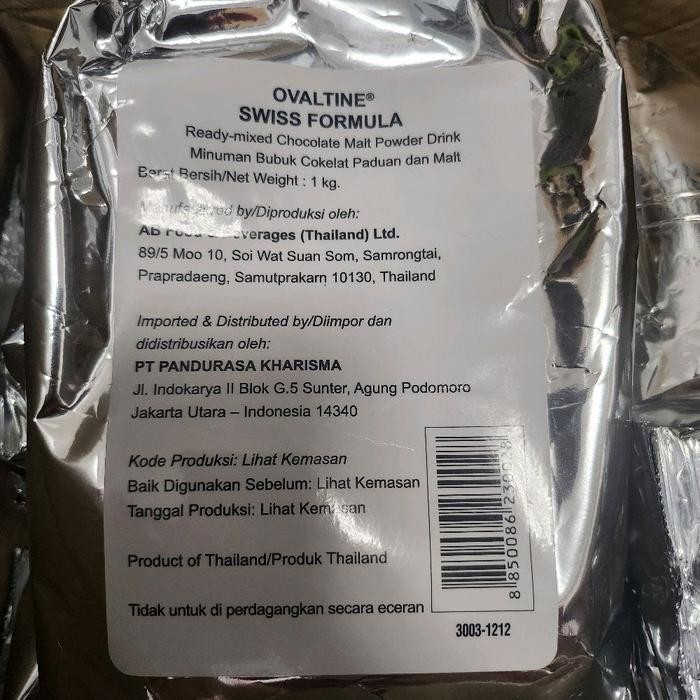 OVALTINE®
SWISS FORMULA
Ready-mixed Chocolate Malt Powder Drink
Minuman Bubuk Cokelat Paduan dan Malt
Berat Bersih/Net Weight : 1 kg.
by/Diproduksi oleh:
AB (Thailand) Ltd.
89/5 Moo 10, Soi Wat Suan Som, Samrongtai,
Prapradaeng, Samutprakarn 10130, Thailand
Imported & Distributed by/Diimpor dan
didistribusikan oleh:
PT PANDURASA KHARISMA
Jl. Indokarya II Blok G.5 Sunter, Agung Podomoro
Jakarta Utara – Indonesia 14340
Kode Produksi: Lihat Kemasan
Baik Digunakan Sebelum: Lihat Kemasan
Tanggal Produksi: Lihat Kemasan
Product of Thailand/Produk Thailand
Tidak untuk di perdagangkan secara eceran
3003-1212